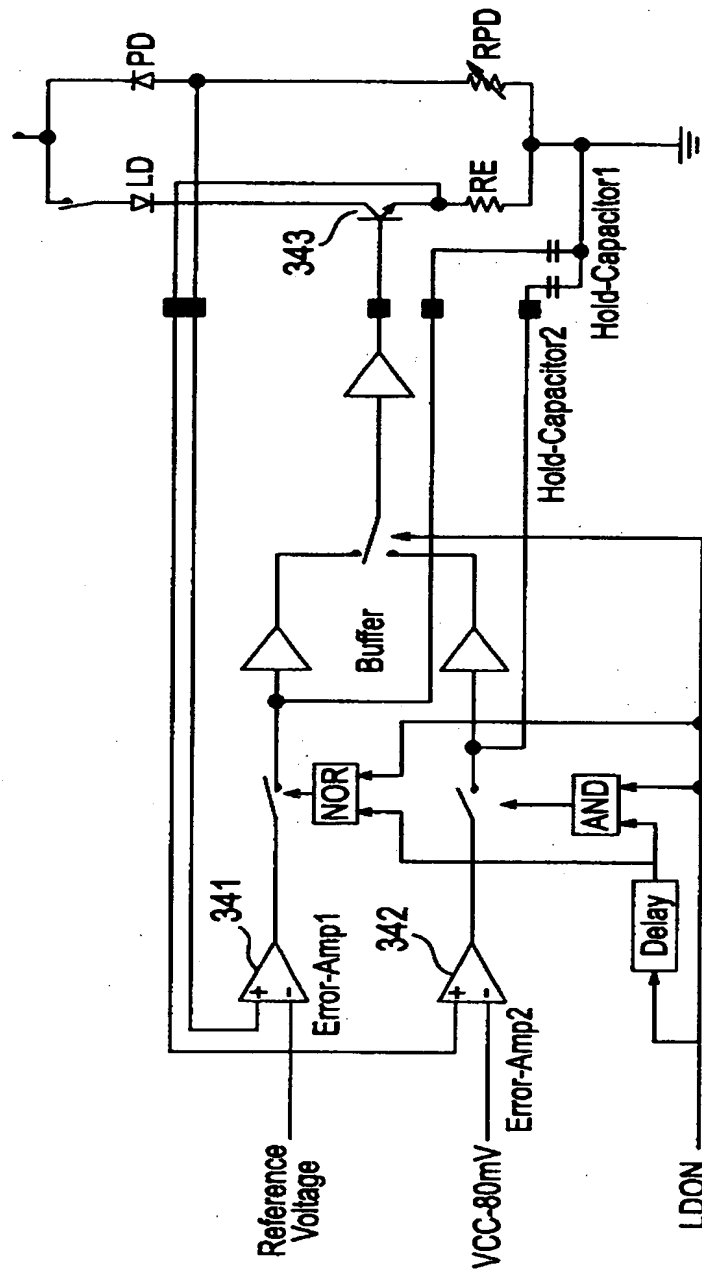 LD
PD
343
RE
RPD
Hold-Capacitor1
Hold-Capacitor2
Buffer
341
+
-
Error-Amp1
Reference
Voltage
NOR
342
+
-
Error-Amp2
VCC-80mV
AND
Delay
LDON